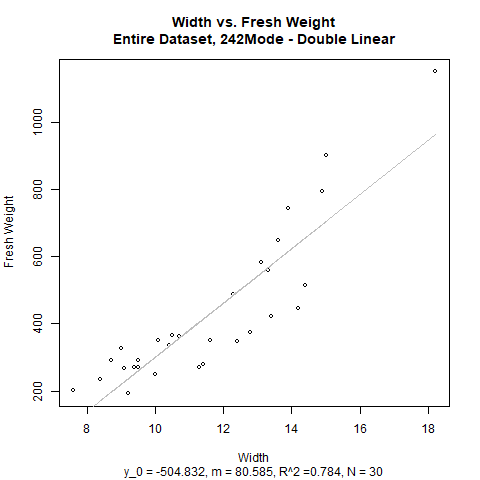 Width vs. Fresh Weight
Entire Dataset, 242Mode - Double Linear
Fresh Weight
1000
800
600
400
200
8
10
12
14
16
18
Width
y_0 = -504.832, m = 80.585, R^2 =0.784, N = 30